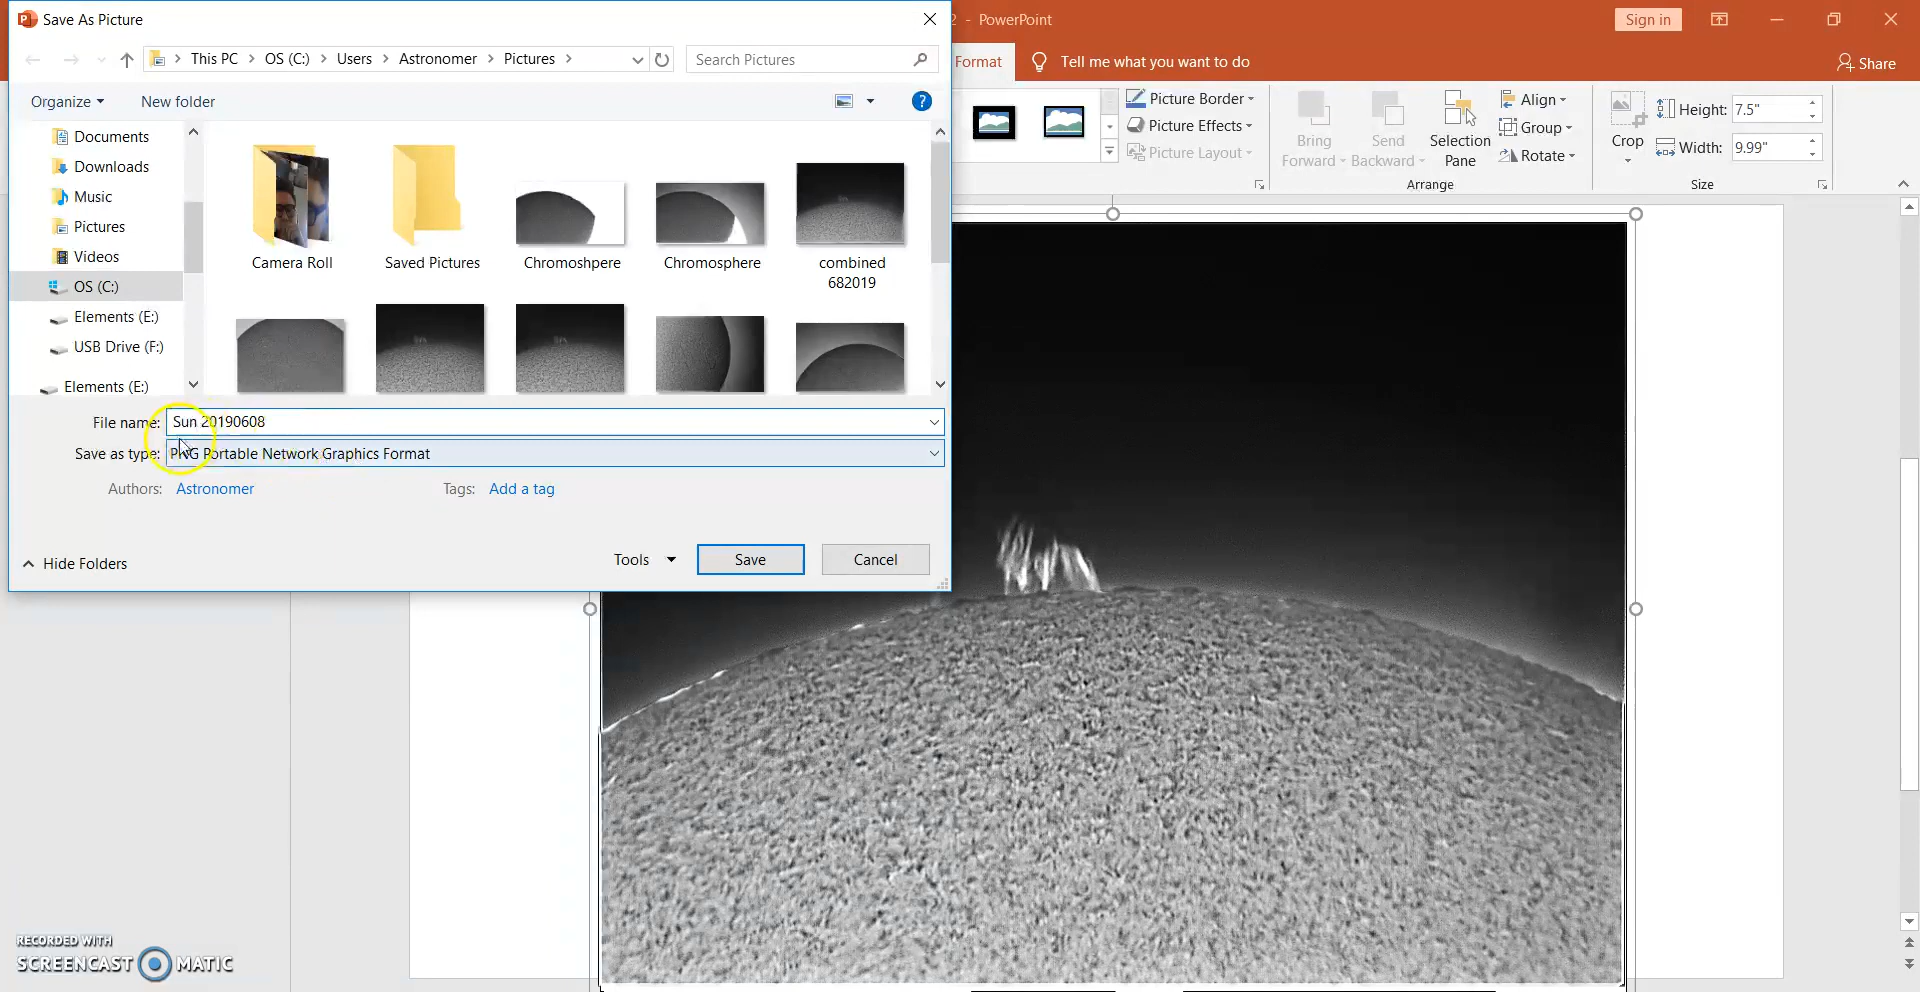 Save As Picture
2 - PowerPoint
Sign in
This PC > OS (C:) > Users > Astronomer > Pictures >
Search Pictures
Format
Tell me what you want to do
Share
Organize
New folder
Documents
Downloads
Music
Pictures
Videos
OS (C:)
Elements (E:)
USB Drive (F:)
Elements (E:)
Camera Roll
Saved Pictures
Chromoshpere
Chromosphere
combined
682019
Picture Border
Picture Effects
Picture Layout
Bring
Forward
Send
Backward
Selection
Pane
Align
Group
Rotate
Arrange
Crop
Height: 7.5"
Width: 9.99"
Size
File name: Sun 20190608
Save as type: PNG Portable Network Graphics Format
Authors: Astronomer
Tags: Add a tag
Hide Folders
Tools
Save
Cancel
RECORDED WITH
SCREENCAST MATIC